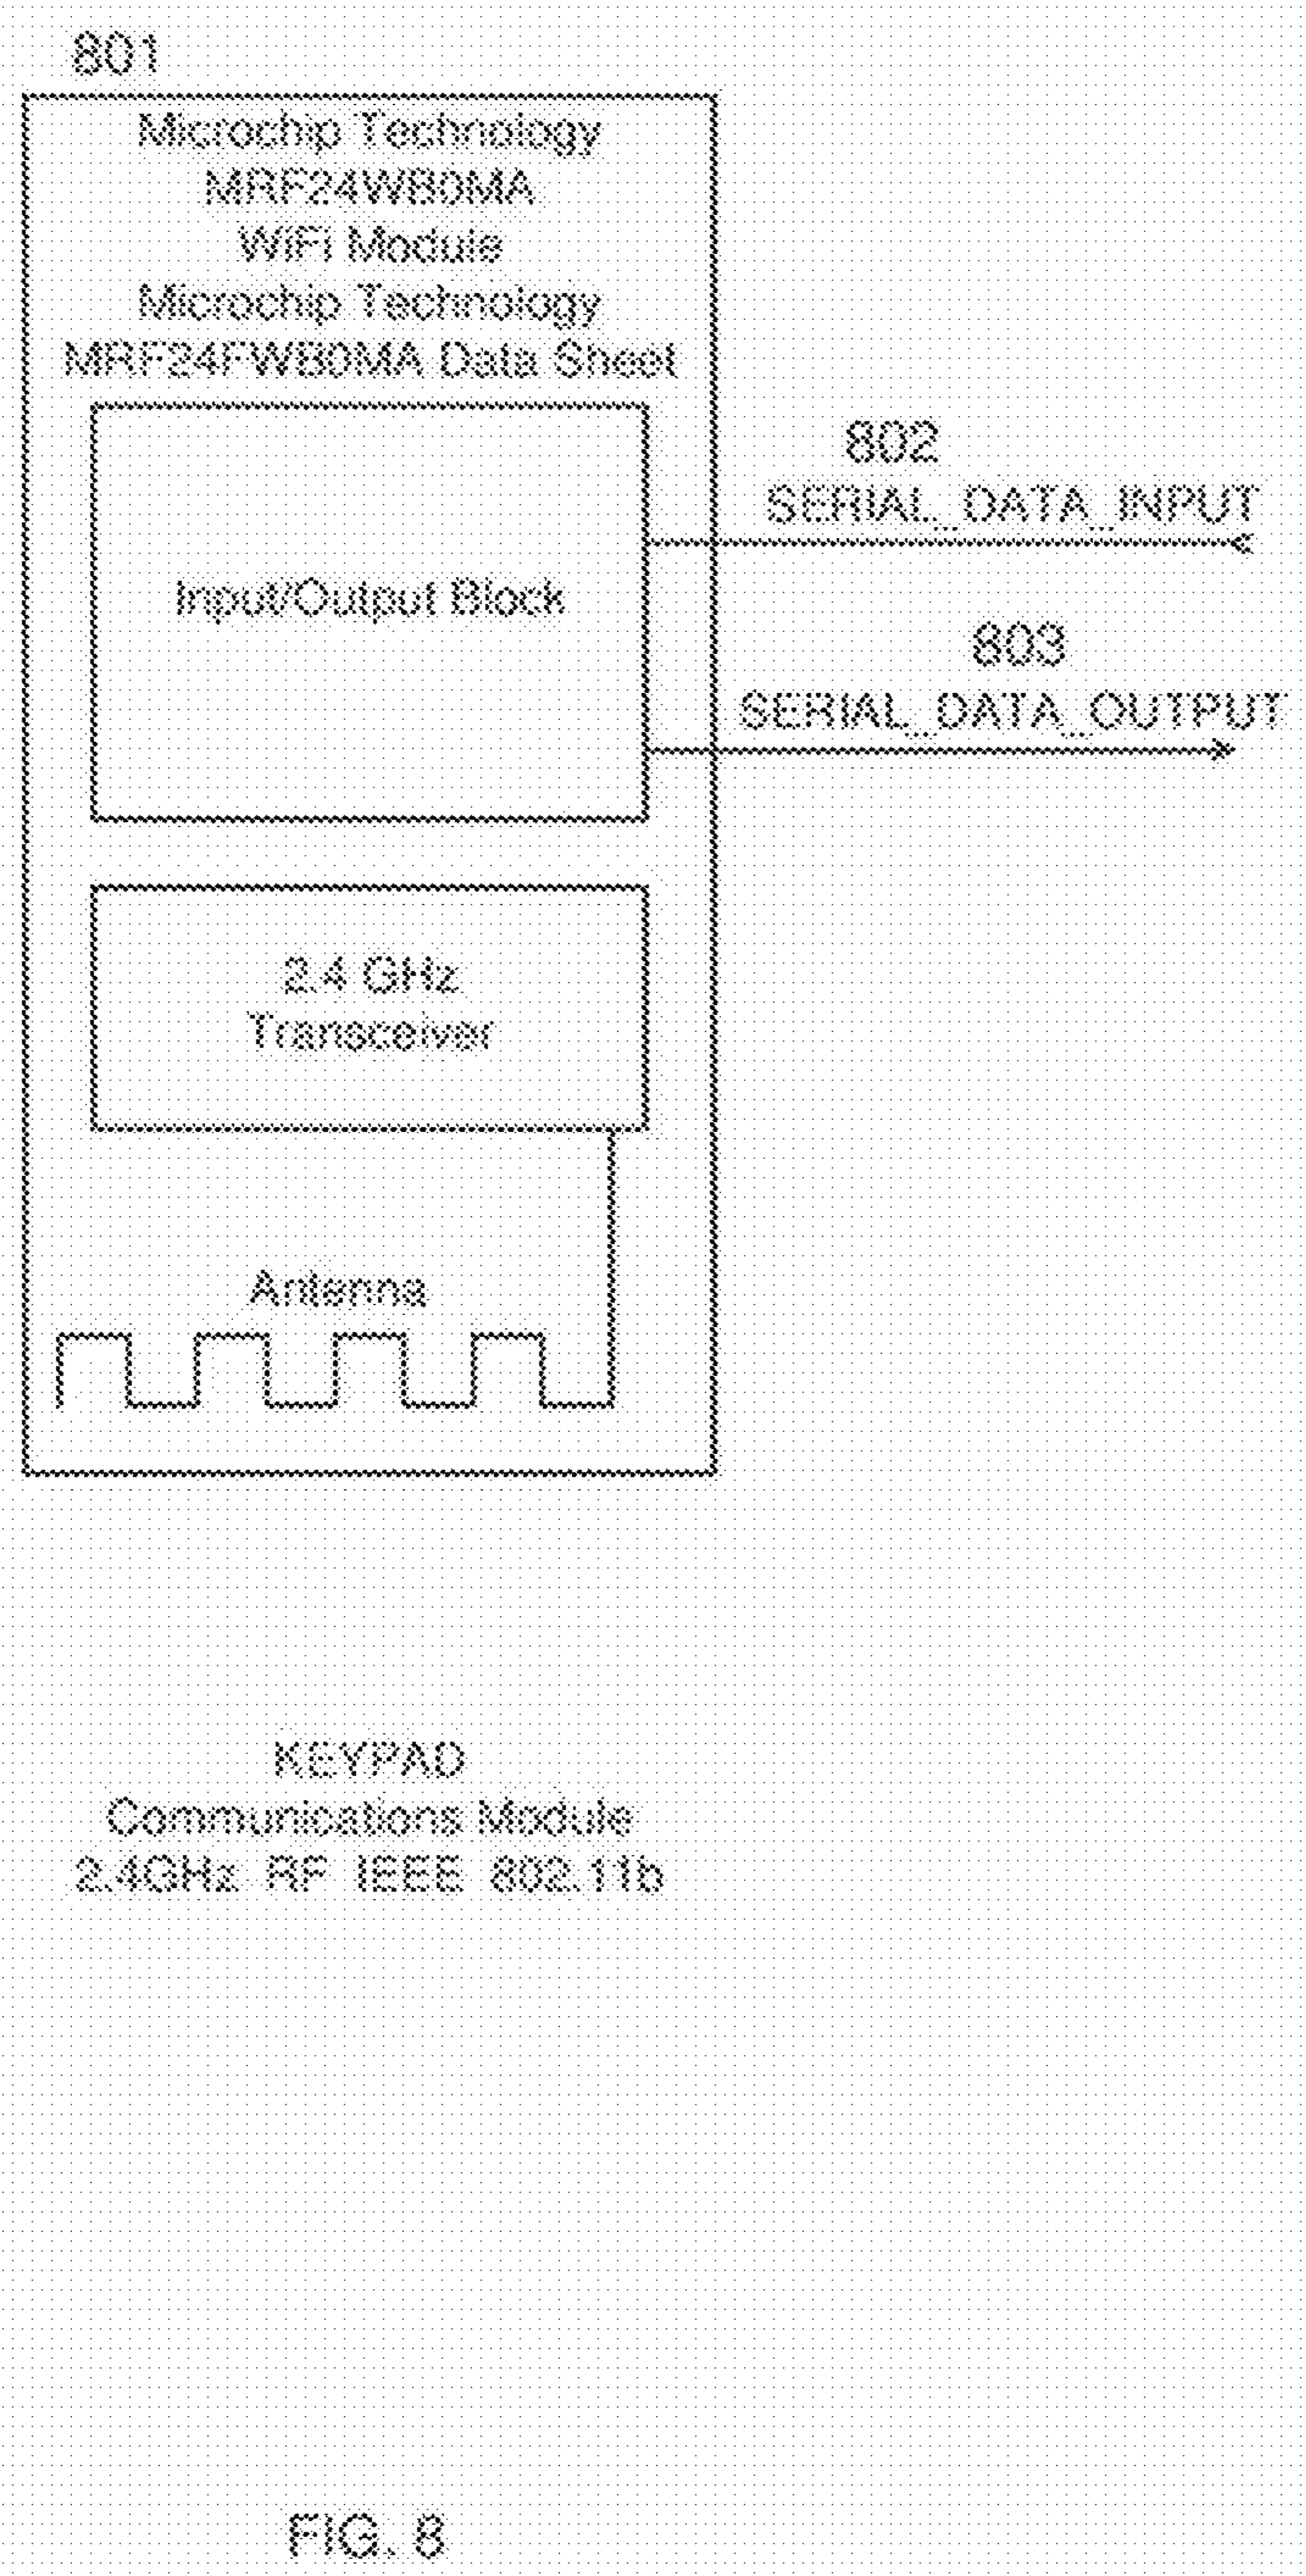 801
Microchip Technology
MRF24WB0MA
WiFi Module
Microchip Technology
MRF24FWB0MA Data Sheet
802
SERIAL_DATA_INPUT
Input/Output Block
803
SERIAL_DATA_OUTPUT
2.4 GHz
Transceiver
Antenna
KEYPAD
Communications Module
2.4GHz RF IEEE 802.11b
FIG. 8